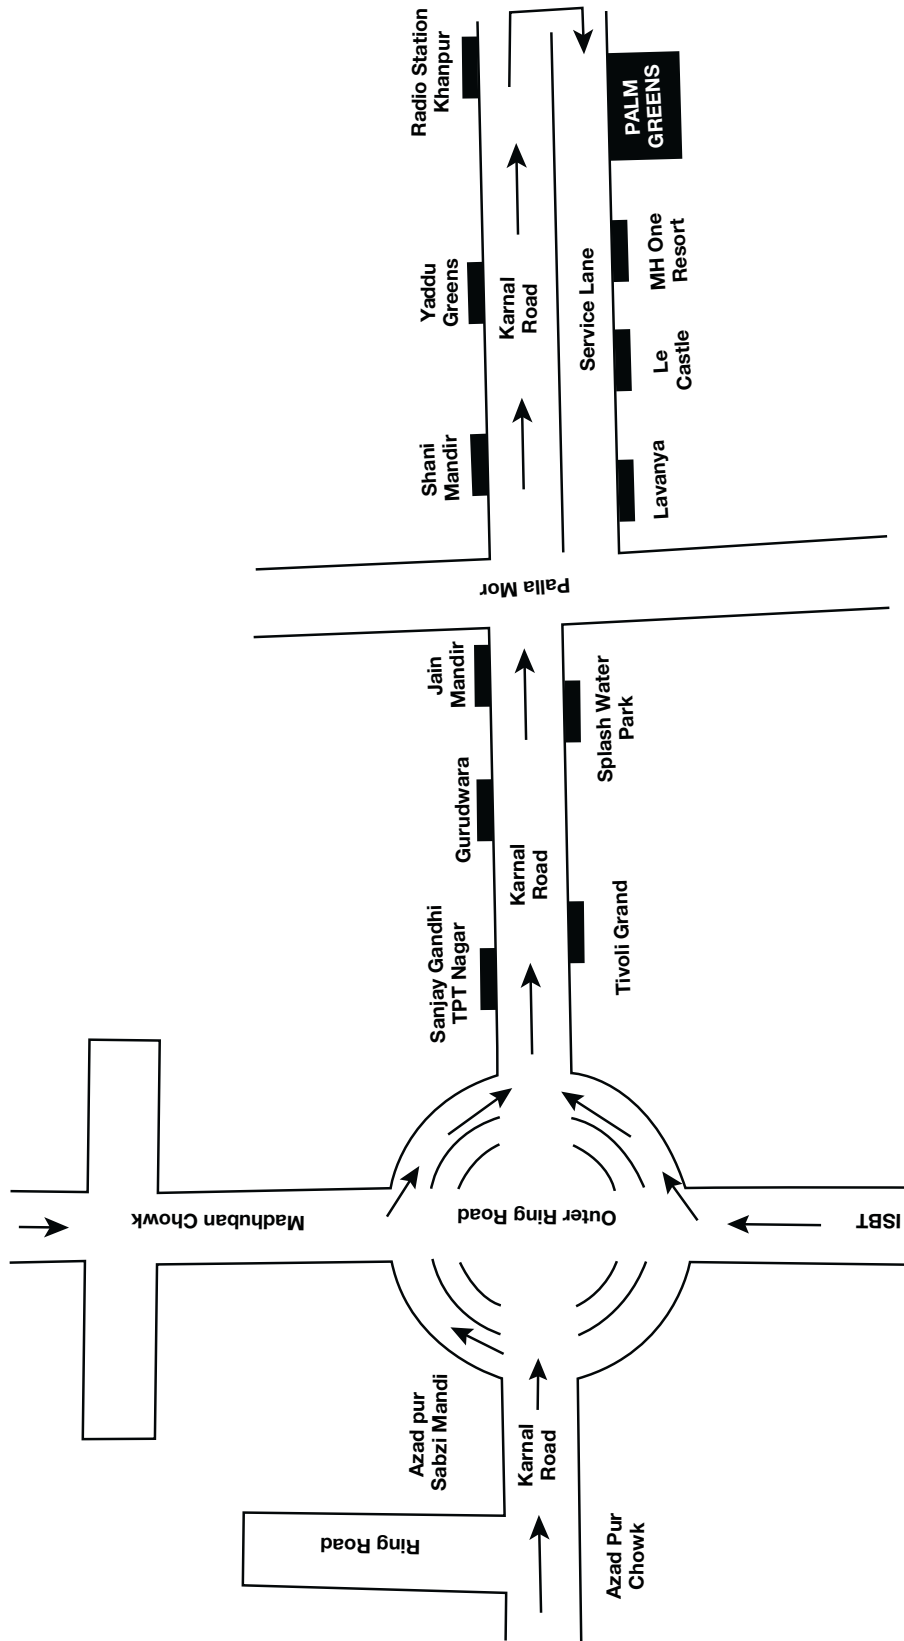 Radio Station
Khanpur
PALM
GREENS
Yaddu
Greens
Karnal
Road
MH One
Resort
Service Lane
Le
Castle
Shani
Mandir
Lavanya
Palla Mor
Jain
Mandir
Splash Water
Park
Gurudwara
Karnal
Road
Tivoli Grand
Sanjay Gandhi
TPT Nagar
Madhuban Chowk
Outer Ring Road
ISBT
Azad pur
Sabzi Mandi
Karnal
Road
Ring Road
Azad Pur
Chowk